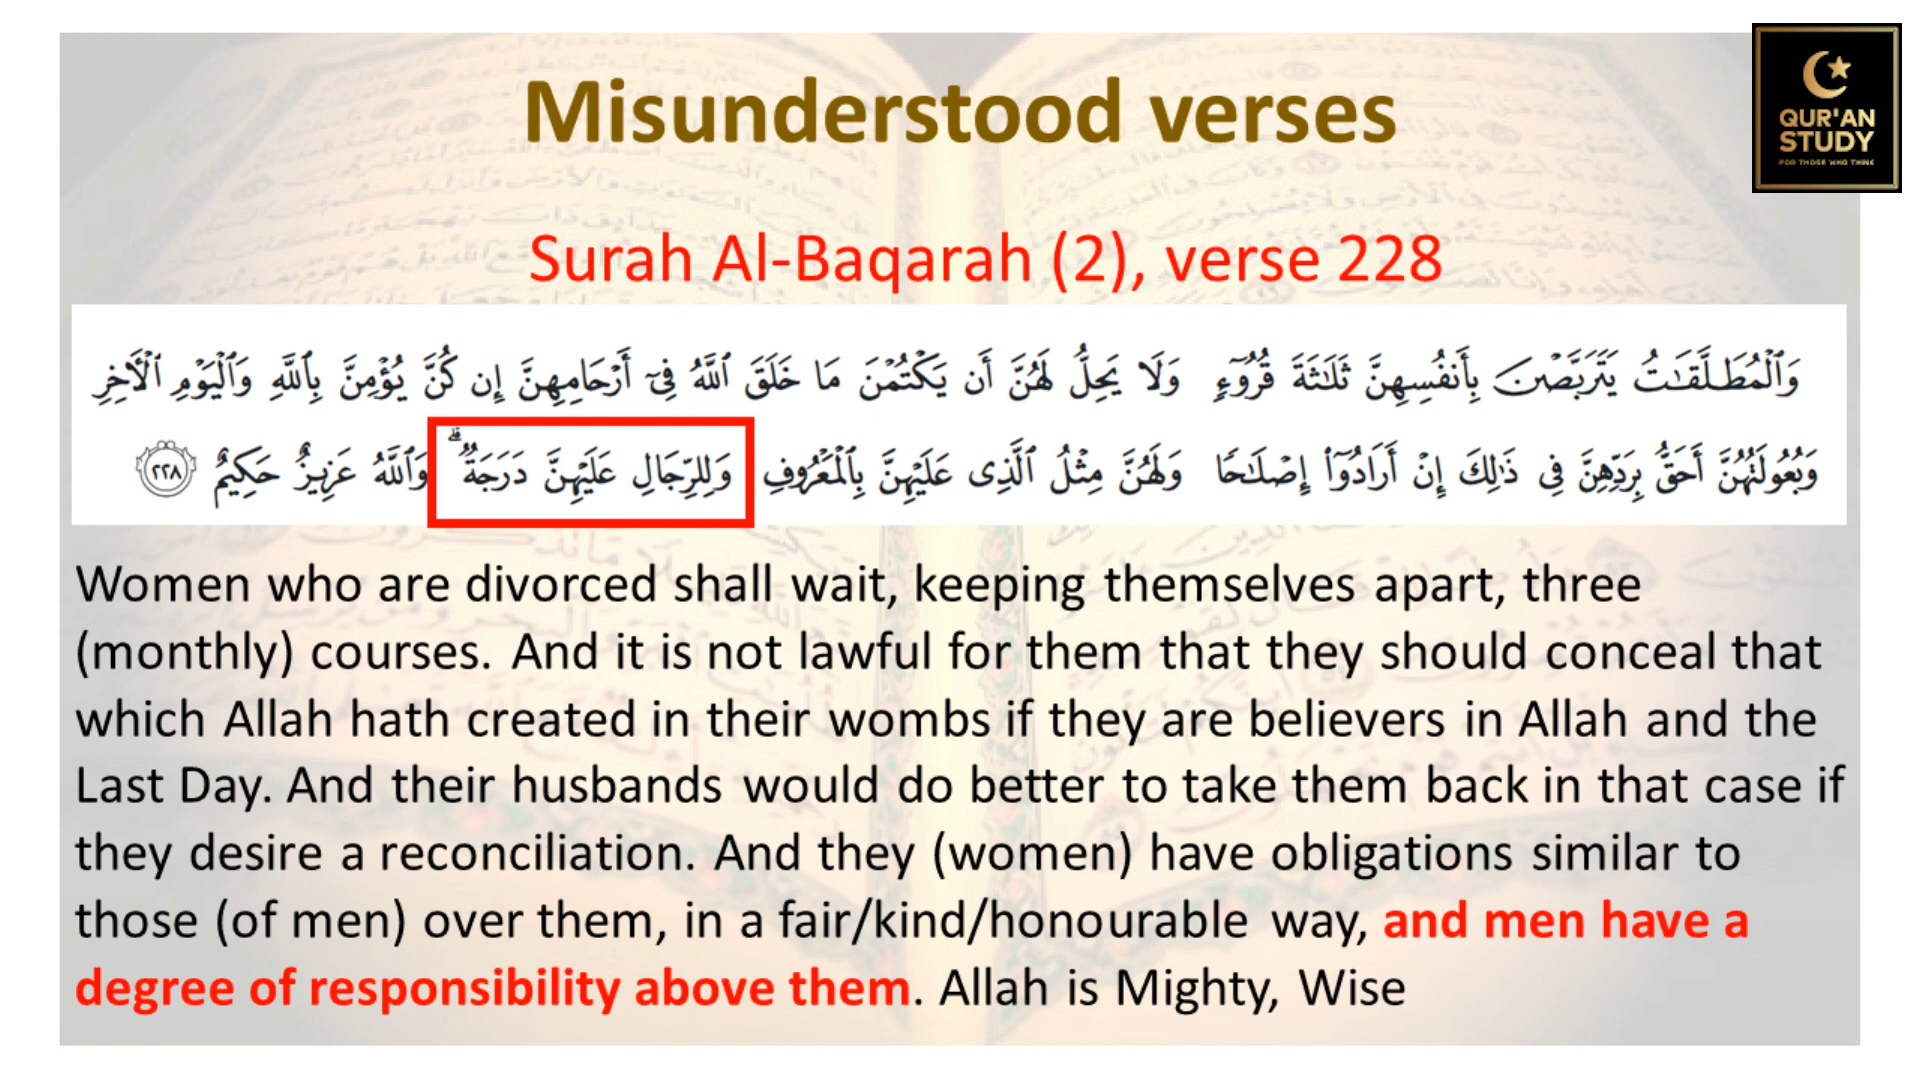 Misunderstood verses
QUR'AN
STUDY
FOR THOSE WHO THINK
Surah Al-Baqarah (2), verse 228
وَٱلْمُطَلَّقَـٰتُ يَتَرَبَّصْنَ بِأَنفُسِهِنَّ ثَلَـٰثَةَ قُرُوٓءٍ وَلَا يَحِلُّ لَهُنَّ أَن يَكْتُمْنَ مَا خَلَقَ ٱللَّهُ فِىٓ أَرْحَامِهِنَّ إِن كُنَّ يُؤْمِنَّ بِٱللَّهِ وَٱلْيَوْمِ ٱلْـَٔاخِرِ
وَبُعُولَتُهُنَّ أَحَقُّ بِرَدِّهِنَّ فِى ذَٰلِكَ إِنْ أَرَادُوٓا۟ إِصْلَـٰحًا وَلَهُنَّ مِثْلُ ٱلَّذِى عَلَيْهِنَّ بِٱلْمَعْرُوفِ وَلِلرِّجَالِ عَلَيْهِنَّ دَرَجَةٌ ۗ وَٱللَّهُ عَزِيزٌ حَكِيمٌ ٢٢٨
Women who are divorced shall wait, keeping themselves apart, three
(monthly) courses. And it is not lawful for them that they should conceal that
which Allah hath created in their wombs if they are believers in Allah and the
Last Day. And their husbands would do better to take them back in that case if
they desire a reconciliation. And they (women) have obligations similar to
those (of men) over them, in a fair/kind/honourable way, and men have a
degree of responsibility above them. Allah is Mighty, Wise